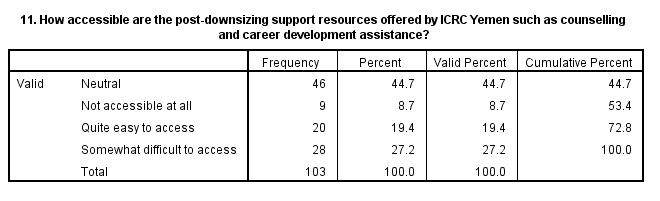 11. How accessible are the post-downsizing support resources offered by ICRC Yemen such as counselling
and career development assistance?
Frequency Percent Valid Percent Cumulative Percent
Valid Neutral 46 44.7 44.7 44.7
Not accessible at all 9 8.7 8.7 53.4
Quite easy to access 20 19.4 19.4 72.8
Somewhat difficult to access 28 27.2 27.2 100.0
Total 103 100.0 100.0